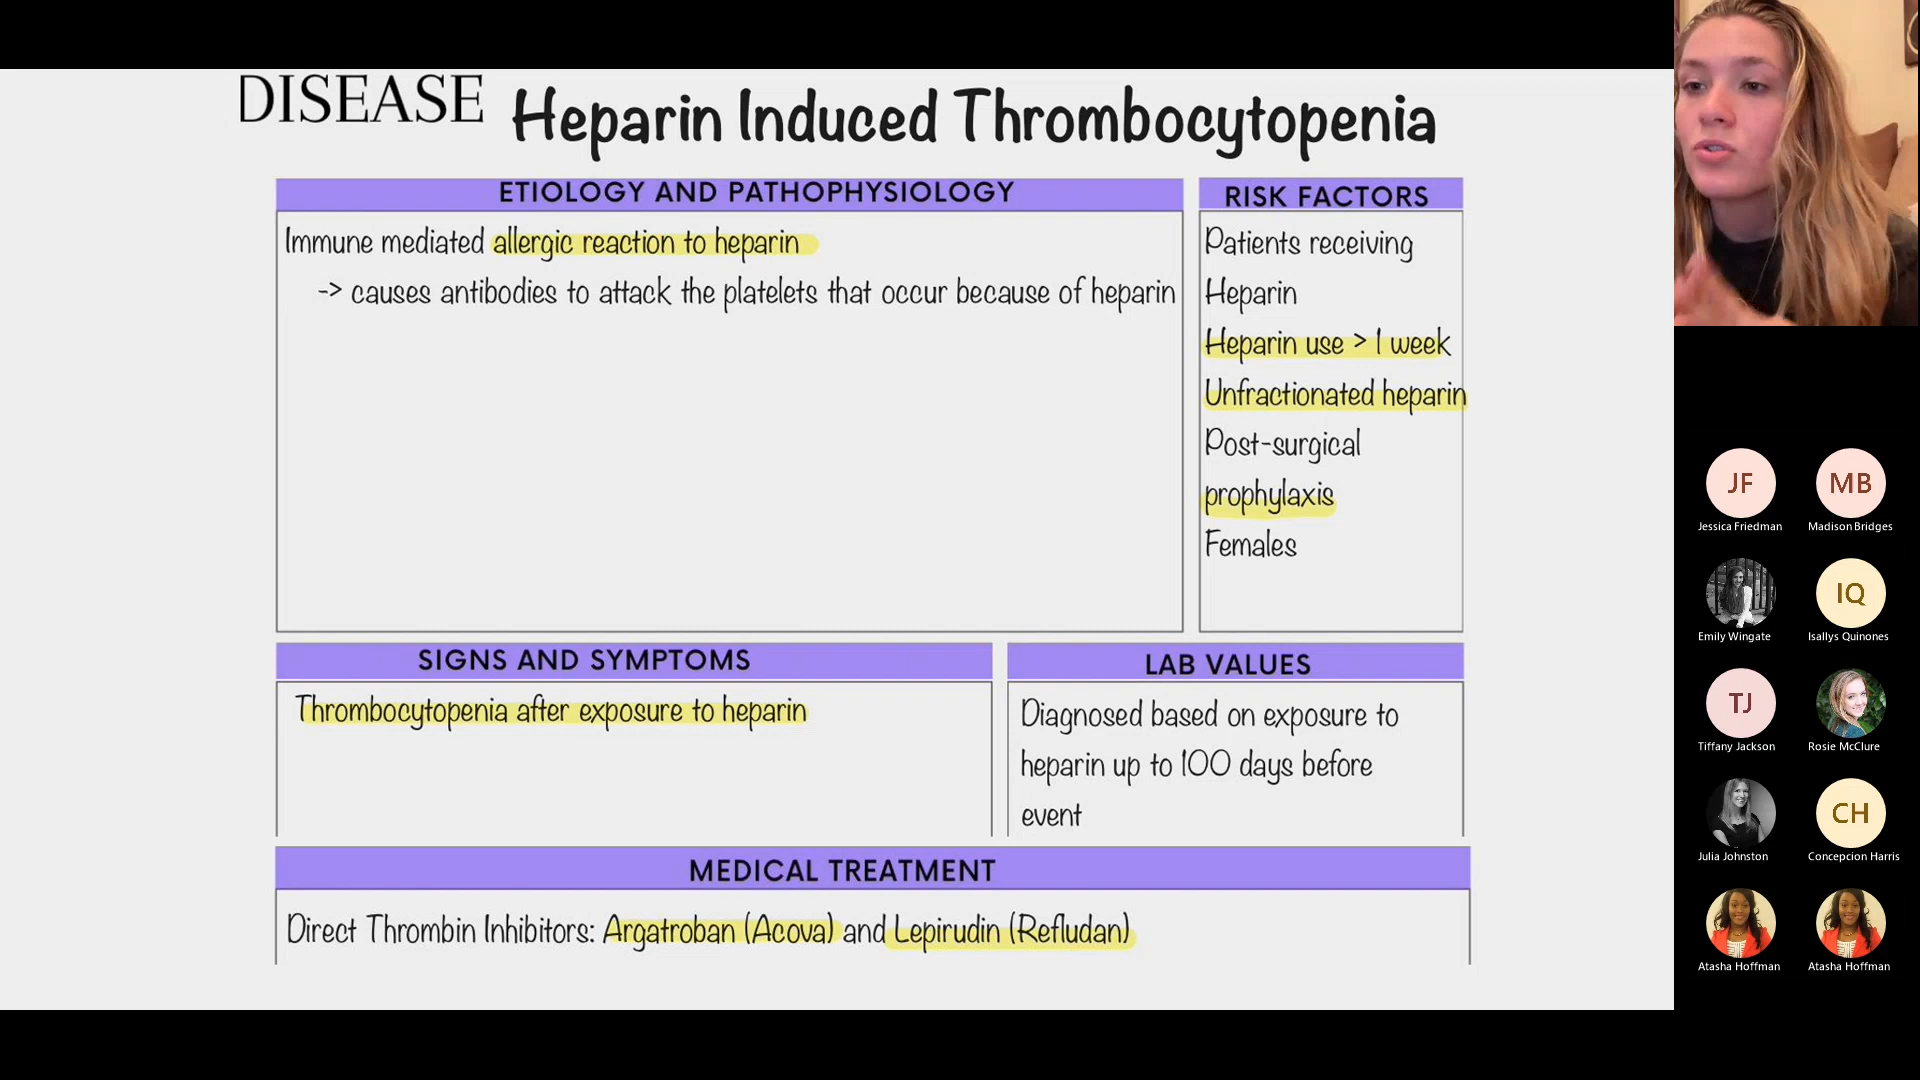 DISEASE Heparin Induced Thrombocytopenia
ETIOLOGY AND PATHOPHYSIOLOGY
Immune mediated allergic reaction to heparin
-> causes antibodies to attack the platelets that occur because of heparin
RISK FACTORS
Patients receiving
Heparin
Heparin use > 1 week
Unfractionated heparin
Post-surgical
prophylaxis
Females
SIGNS AND SYMPTOMS
Thrombocytopenia after exposure to heparin
LAB VALUES
Diagnosed based on exposure to
heparin up to 100 days before
event
MEDICAL TREATMENT
Direct Thrombin Inhibitors: Argatroban (Acova) and Lepirudin (Refludan)
JF
Jessica Friedman
MB
Madison Bridges
Emily Wingate
IQ
Isallys Quinones
TJ
Tiffany Jackson
Rosie McClure
Julia Johnston
CH
Concepcion Harris
Atasha Hoffman
Atasha Hoffman